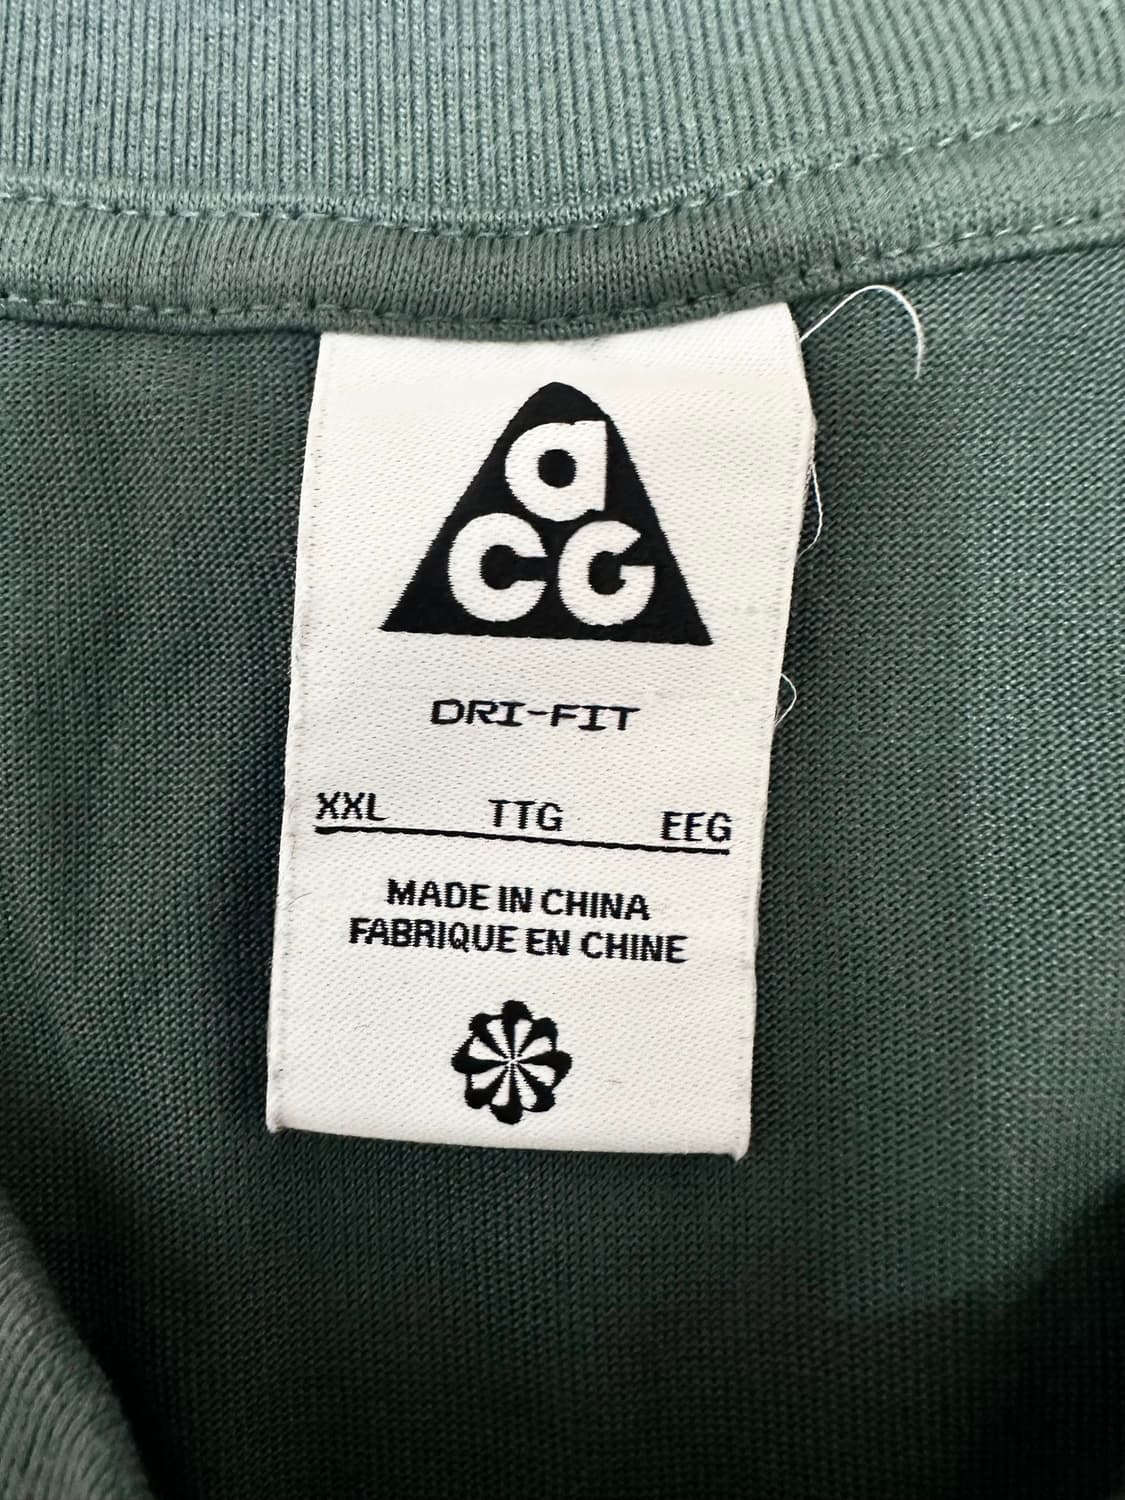 aCG
DRI-FIT
XXL TTG EEG
MADE IN CHINA
FABRIQUE EN CHINE